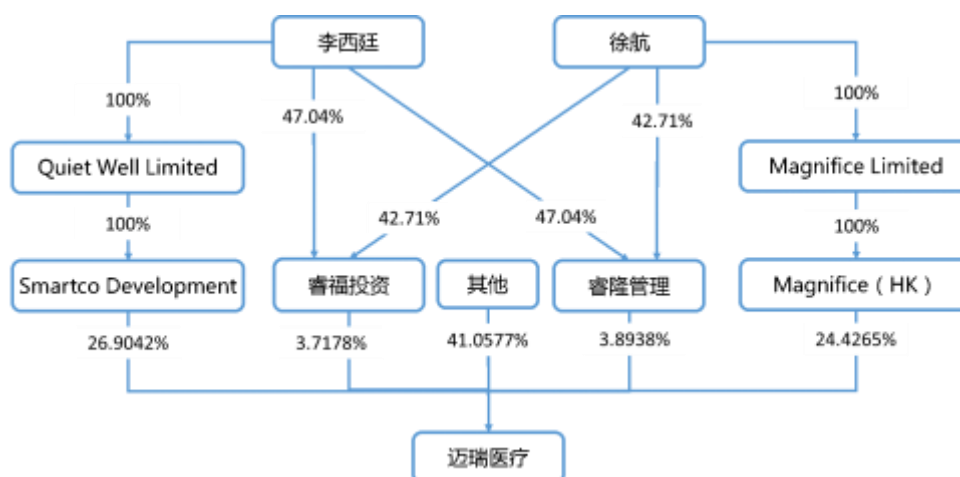 李西廷
徐航
100%
47.04%
42.71%
100%
Quiet Well Limited
Magnifice Limited
100%
42.71%
47.04%
100%
Smartco Development
睿福投资
其他
睿隆管理
Magnifice（HK）
26.9042%
3.7178%
41.0577%
3.8938%
24.4265%
迈瑞医疗